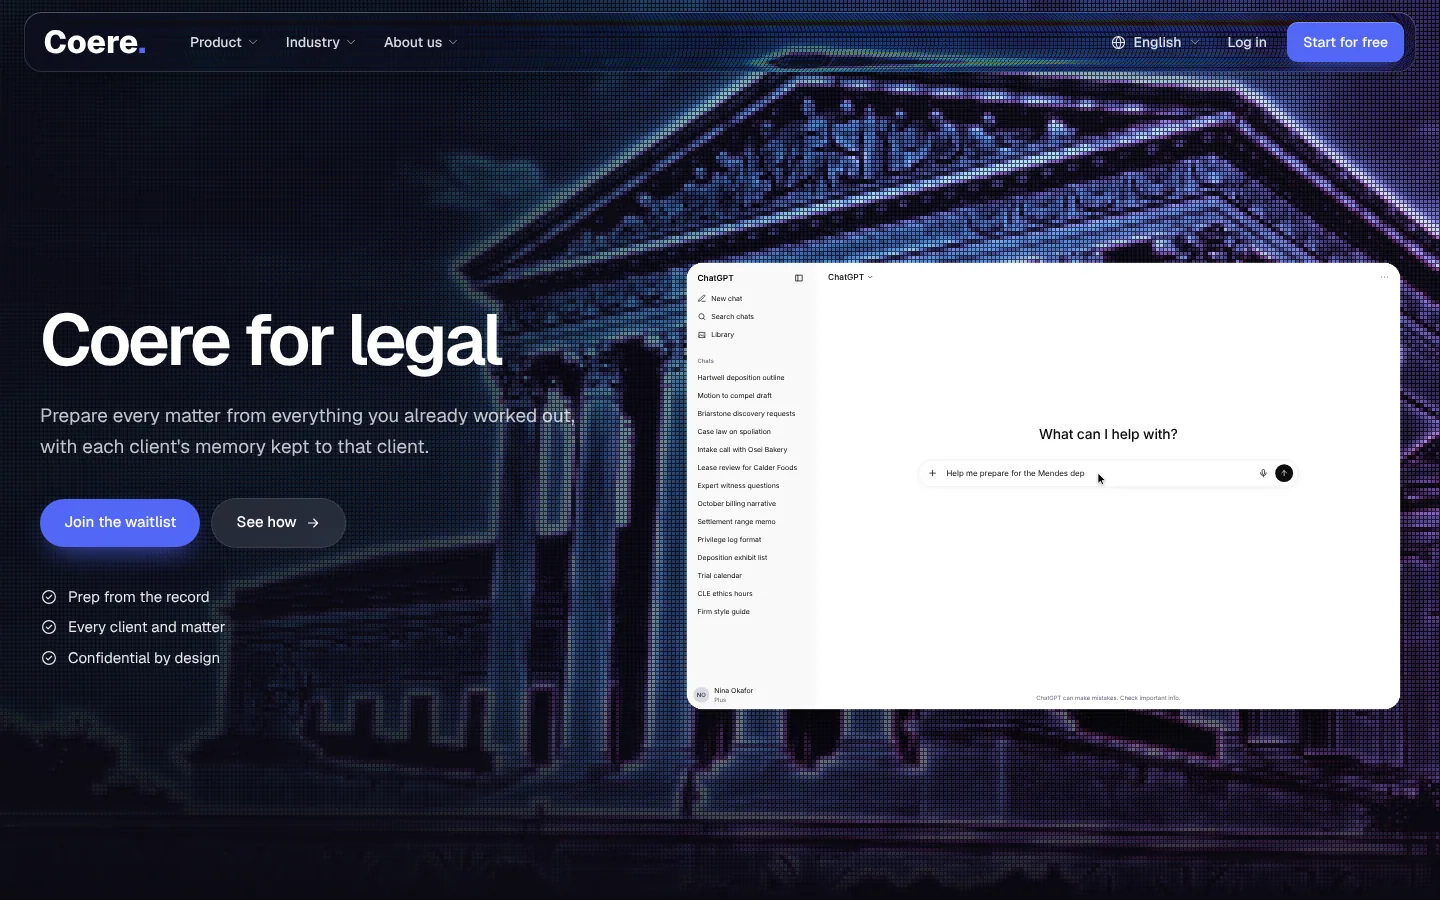 Coere.
Product
Industry
About us
English
Log in
Start for free
Coere for legal
Prepare every matter from everything you already worked out,
with each client's memory kept to that client.
Join the waitlist
See how
Prep from the record
Every client and matter
Confidential by design
ChatGPT
New chat
Search chats
Library
Chats
Hartwell deposition outline
Motion to compel draft
Briarstone discovery requests
Case law on spoliation
Intake call with Osei Bakery
Lease review for Calder Foods
Expert witness questions
October billing narrative
Settlement range memo
Privilege log format
Deposition exhibit list
Trial calendar
CLE ethics hours
Firm style guide
NO
Nina Okafor
Plus
ChatGPT
What can I help with?
Help me prepare for the Mendes dep
ChatGPT can make mistakes. Check important info.